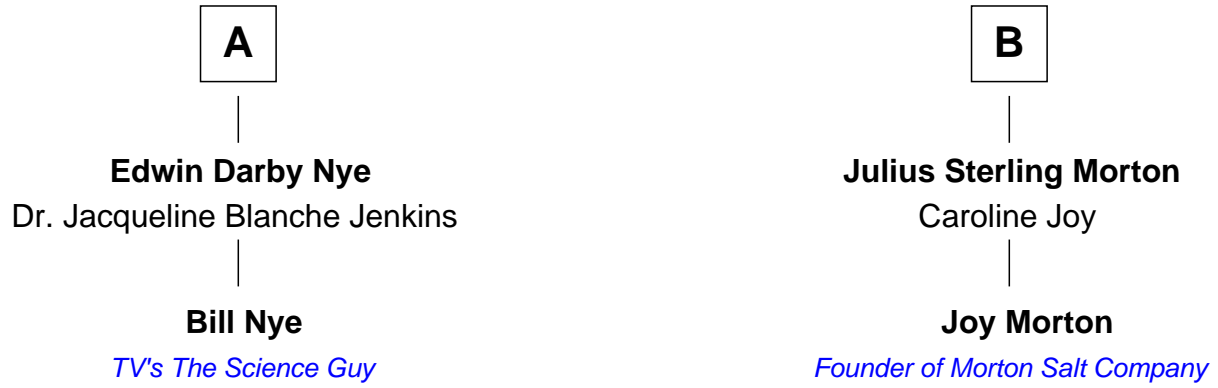 A
Edwin Darby Nye
Dr. Jacqueline Blanche Jenkins
Bill Nye
TV's The Science Guy
B
Julius Sterling Morton
Caroline Joy
Joy Morton
Founder of Morton Salt Company